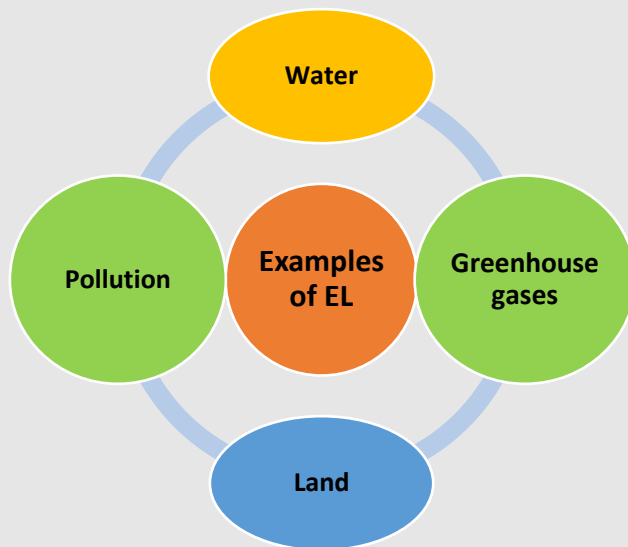 Water
Pollution
Examples
of EL
Greenhouse
gases
Land